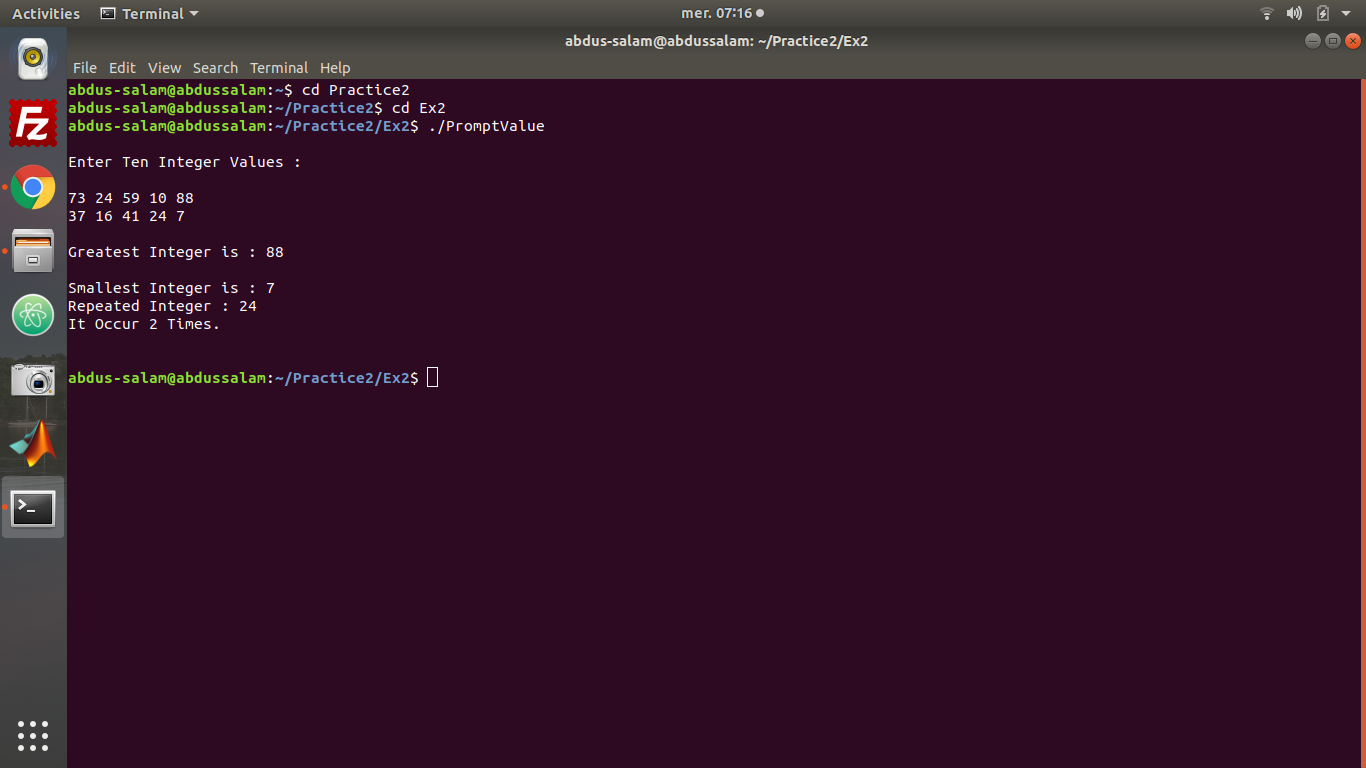 Activities Terminal mer. 07:16
abdus-salam@abdussalam: ~/Practice2/Ex2
File Edit View Search Terminal Help
abdus-salam@abdussalam:~$ cd Practice2
abdus-salam@abdussalam:~/Practice2$ cd Ex2
abdus-salam@abdussalam:~/Practice2/Ex2$ ./PromptValue
Enter Ten Integer Values :
73 24 59 10 88
37 16 41 24 7
Greatest Integer is : 88
Smallest Integer is : 7
Repeated Integer : 24
It Occur 2 Times.
abdus-salam@abdussalam:~/Practice2/Ex2$
Fz
>_